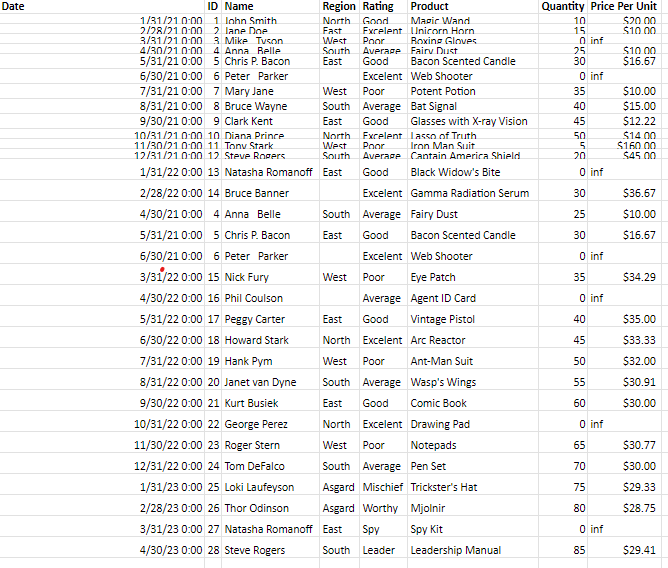 Date ID Name Region Rating Product Quantity Price Per Unit
1/31/21 0:00 1 John Smith North Good Magic Wand 10 $20.00
2/28/21 0:00 2 Jane Doe East Excelent Unicorn Horn 15 $10.00
3/31/21 0:00 3 Mike Tyson West Poor Boxing Gloves 0 inf
4/30/21 0:00 4 Anna Belle South Average Fairy Dust 25 $10.00
5/31/21 0:00 5 Chris P. Bacon East Good Bacon Scented Candle 30 $16.67
6/30/21 0:00 6 Peter Parker Excelent Web Shooter 0 inf
7/31/21 0:00 7 Mary Jane West Poor Potent Potion 35 $10.00
8/31/21 0:00 8 Bruce Wayne South Average Bat Signal 40 $15.00
9/30/21 0:00 9 Clark Kent East Good Glasses with X-ray Vision 45 $12.22
10/31/21 0:00 10 Diana Prince North Excelent Lasso of Truth 50 $14.00
11/30/21 0:00 11 Tony Stark West Poor Iron Man Suit 5 $160.00
12/31/21 0:00 12 Steve Rogers South Average Captain America Shield 20 $45.00
1/31/22 0:00 13 Natasha Romanoff East Good Black Widow's Bite 0 inf
2/28/22 0:00 14 Bruce Banner Excelent Gamma Radiation Serum 30 $36.67
4/30/21 0:00 4 Anna Belle South Average Fairy Dust 25 $10.00
5/31/21 0:00 5 Chris P. Bacon East Good Bacon Scented Candle 30 $16.67
6/30/21 0:00 6 Peter Parker Excelent Web Shooter 0 inf
3/31/22 0:00 15 Nick Fury West Poor Eye Patch 35 $34.29
4/30/22 0:00 16 Phil Coulson Average Agent ID Card 0 inf
5/31/22 0:00 17 Peggy Carter East Good Vintage Pistol 40 $35.00
6/30/22 0:00 18 Howard Stark North Excelent Arc Reactor 45 $33.33
7/31/22 0:00 19 Hank Pym West Poor Ant-Man Suit 50 $32.00
8/31/22 0:00 20 Janet van Dyne South Average Wasp's Wings 55 $30.91
9/30/22 0:00 21 Kurt Busiek East Good Comic Book 60 $30.00
10/31/22 0:00 22 George Perez North Excelent Drawing Pad 0 inf
11/30/22 0:00 23 Roger Stern West Poor Notepads 65 $30.77
12/31/22 0:00 24 Tom DeFalco South Average Pen Set 70 $30.00
1/31/23 0:00 25 Loki Laufeyson Asgard Mischief Trickster's Hat 75 $29.33
2/28/23 0:00 26 Thor Odinson Asgard Worthy Mjolnir 80 $28.75
3/31/23 0:00 27 Natasha Romanoff East Spy Spy Kit 0 inf
4/30/23 0:00 28 Steve Rogers South Leader Leadership Manual 85 $29.41